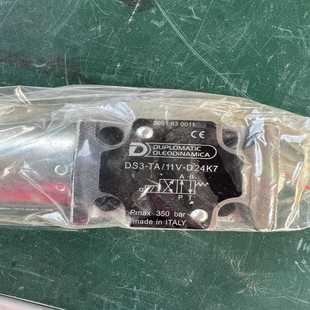 CE
D
DUPLOMATIC
OLEODINAMICA
DS3-TA/11V-D24K7
A B
P T
Pmax 350 bar
made in ITALY